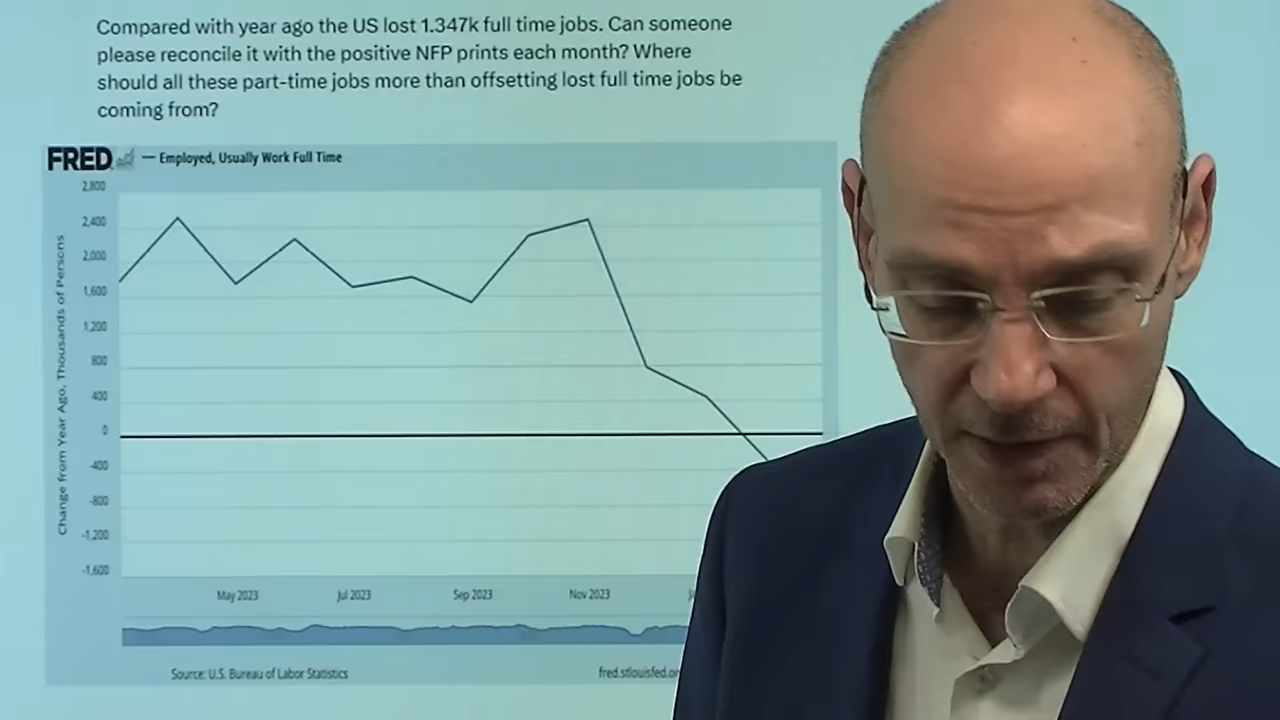 Compared with year ago the US lost 1.347k full time jobs. Can someone
please reconcile it with the positive NFP prints each month? Where
should all these part-time jobs more than offsetting lost full time jobs be
coming from?
FRED — Employed, Usually Work Full Time
2,800
2,400
2,000
1,600
1,200
800
400
0
-400
-800
-1,200
-1,600
Change from Year Ago, Thousands of Persons
May 2023 Jul 2023 Sep 2023 Nov 2023
Source: U.S. Bureau of Labor Statistics fred.stlouisfed.or